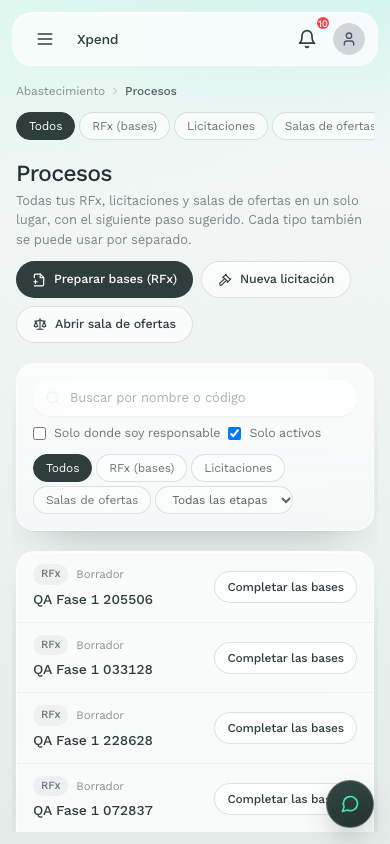 Xpend
10
Abastecimiento > Procesos
Todos RFx (bases) Licitaciones Salas de ofertas
Procesos
Todas tus RFx, licitaciones y salas de ofertas en un solo
lugar, con el siguiente paso sugerido. Cada tipo también
se puede usar por separado.
Preparar bases (RFx) Nueva licitación
Abrir sala de ofertas
Buscar por nombre o código
Solo donde soy responsable Solo activos
Todos RFx (bases) Licitaciones
Salas de ofertas Todas las etapas
RFx Borrador
QA Fase 1 205506
Completar las bases
RFx Borrador
QA Fase 1 033128
Completar las bases
RFx Borrador
QA Fase 1 228628
Completar las bases
RFx Borrador
QA Fase 1 072837
Completar las